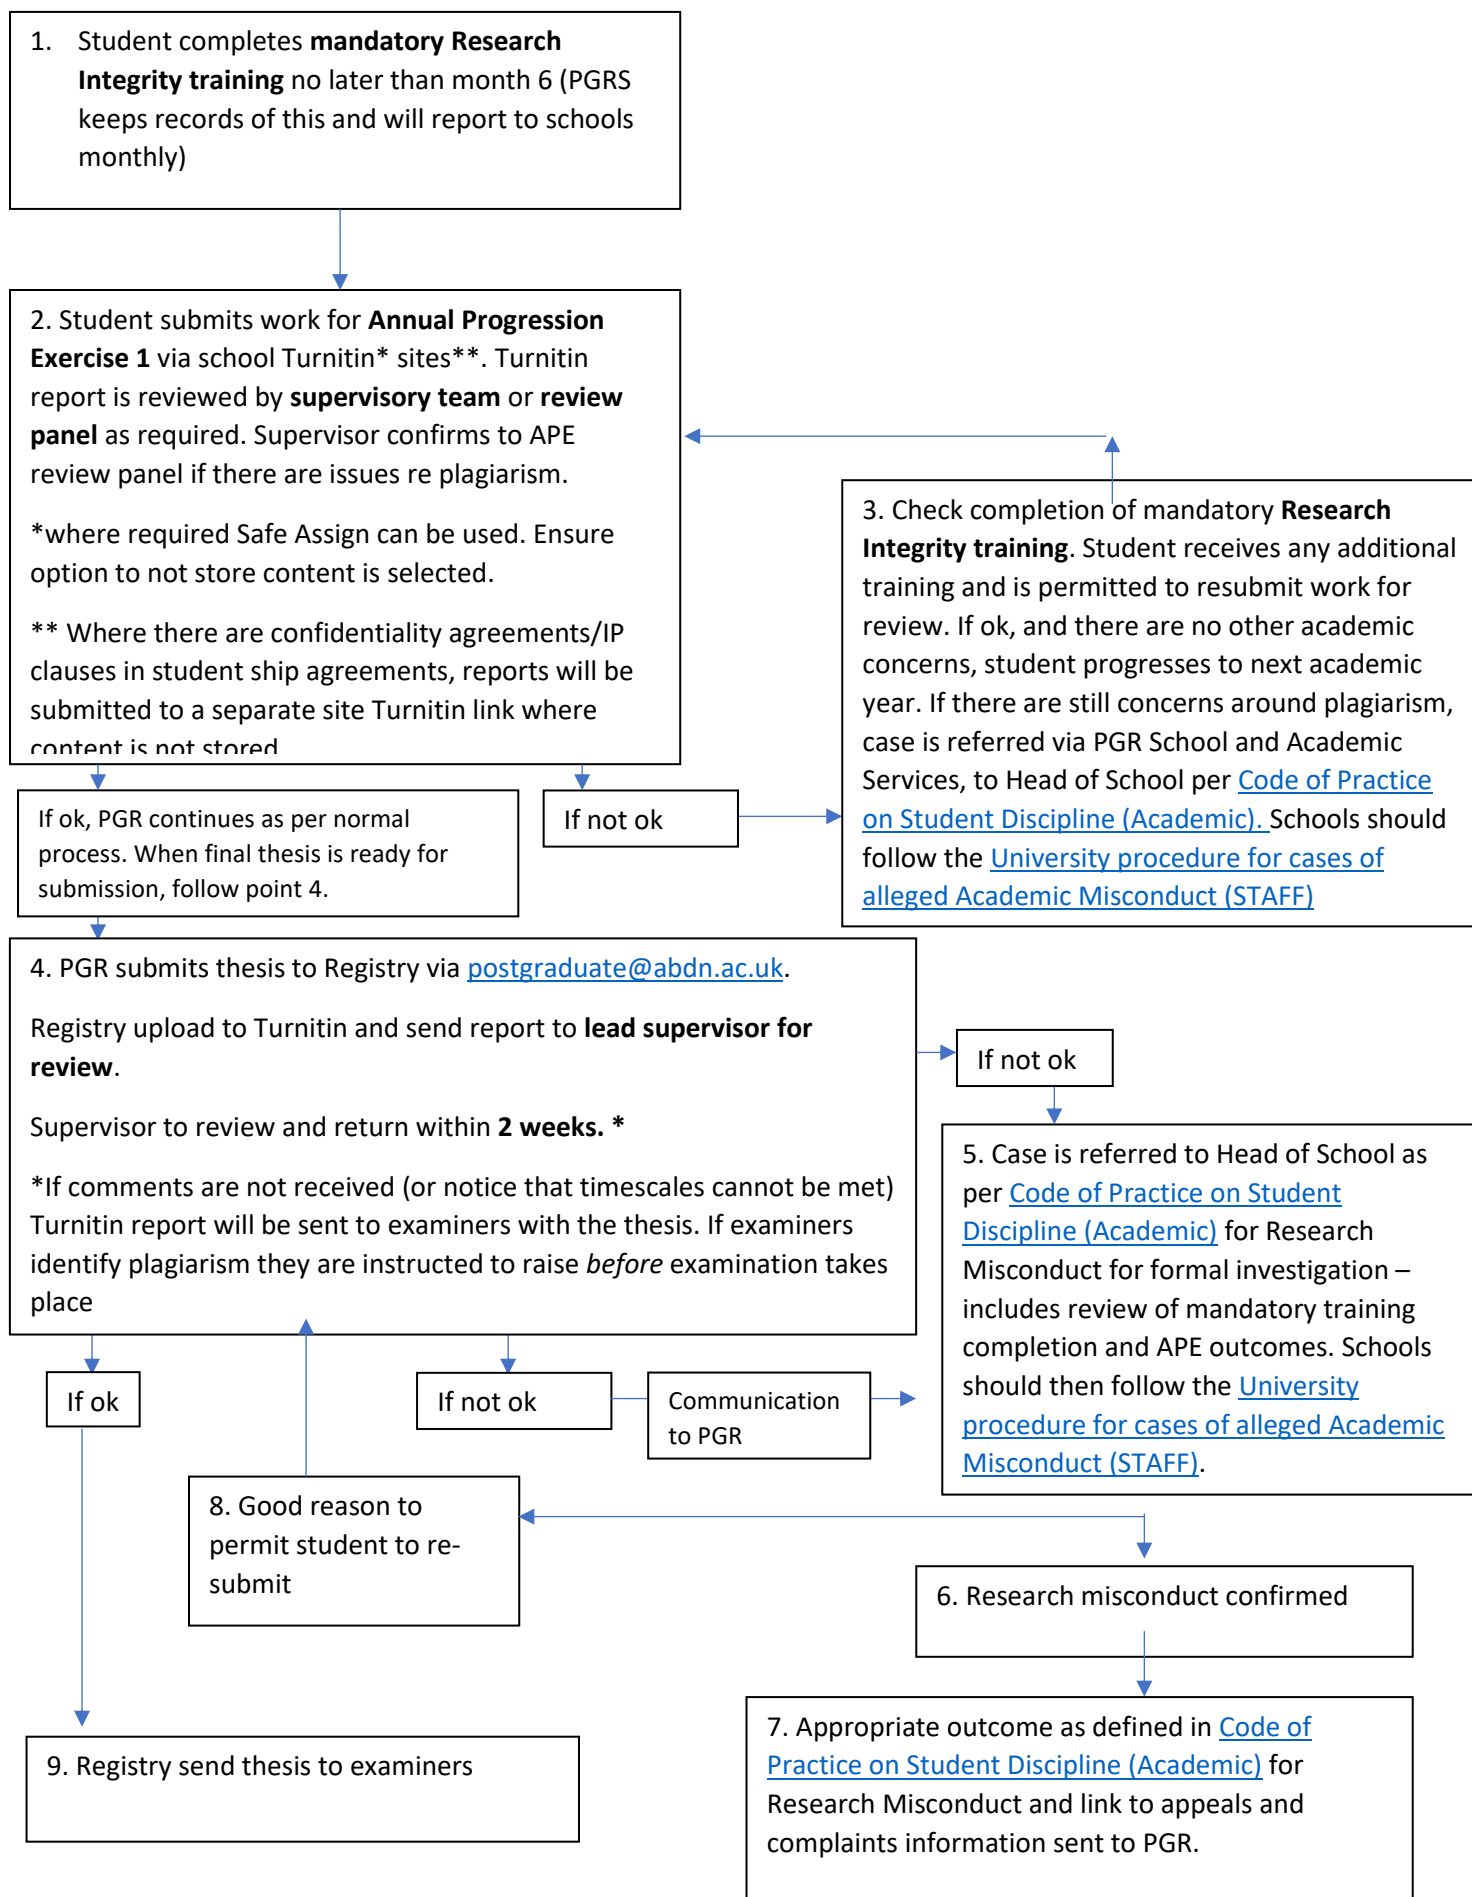 1. Student completes mandatory Research
Integrity training no later than month 6 (PGRS
keeps records of this and will report to schools
monthly)
2. Student submits work for Annual Progression
Exercise 1 via school Turnitin* sites**. Turnitin
report is reviewed by supervisory team or review
panel as required. Supervisor confirms to APE
review panel if there are issues re plagiarism.
*where required Safe Assign can be used. Ensure
option to not store content is selected.
** Where there are confidentiality agreements/IP
clauses in student ship agreements, reports will be
submitted to a separate site Turnitin link where
content is not stored
3. Check completion of mandatory Research
Integrity training. Student receives any additional
training and is permitted to resubmit work for
review. If ok, and there are no other academic
concerns, student progresses to next academic
year. If there are still concerns around plagiarism,
case is referred via PGR School and Academic
Services, to Head of School per Code of Practice
on Student Discipline (Academic). Schools should
follow the University procedure for cases of
alleged Academic Misconduct (STAFF)
If ok, PGR continues as per normal
process. When final thesis is ready for
submission, follow point 4.
If not ok
4. PGR submits thesis to Registry via postgraduate@abdn.ac.uk.
Registry upload to Turnitin and send report to lead supervisor for
review.
Supervisor to review and return within 2 weeks. *
*If comments are not received (or notice that timescales cannot be met)
Turnitin report will be sent to examiners with the thesis. If examiners
identify plagiarism they are instructed to raise before examination takes
place
If not ok
5. Case is referred to Head of School as
per Code of Practice on Student
Discipline (Academic) for Research
Misconduct for formal investigation –
includes review of mandatory training
completion and APE outcomes. Schools
should then follow the University
procedure for cases of alleged Academic
Misconduct (STAFF).
If ok
If not ok
Communication
to PGR
8. Good reason to
permit student to re-
submit
6. Research misconduct confirmed
9. Registry send thesis to examiners
7. Appropriate outcome as defined in Code of
Practice on Student Discipline (Academic) for
Research Misconduct and link to appeals and
complaints information sent to PGR.